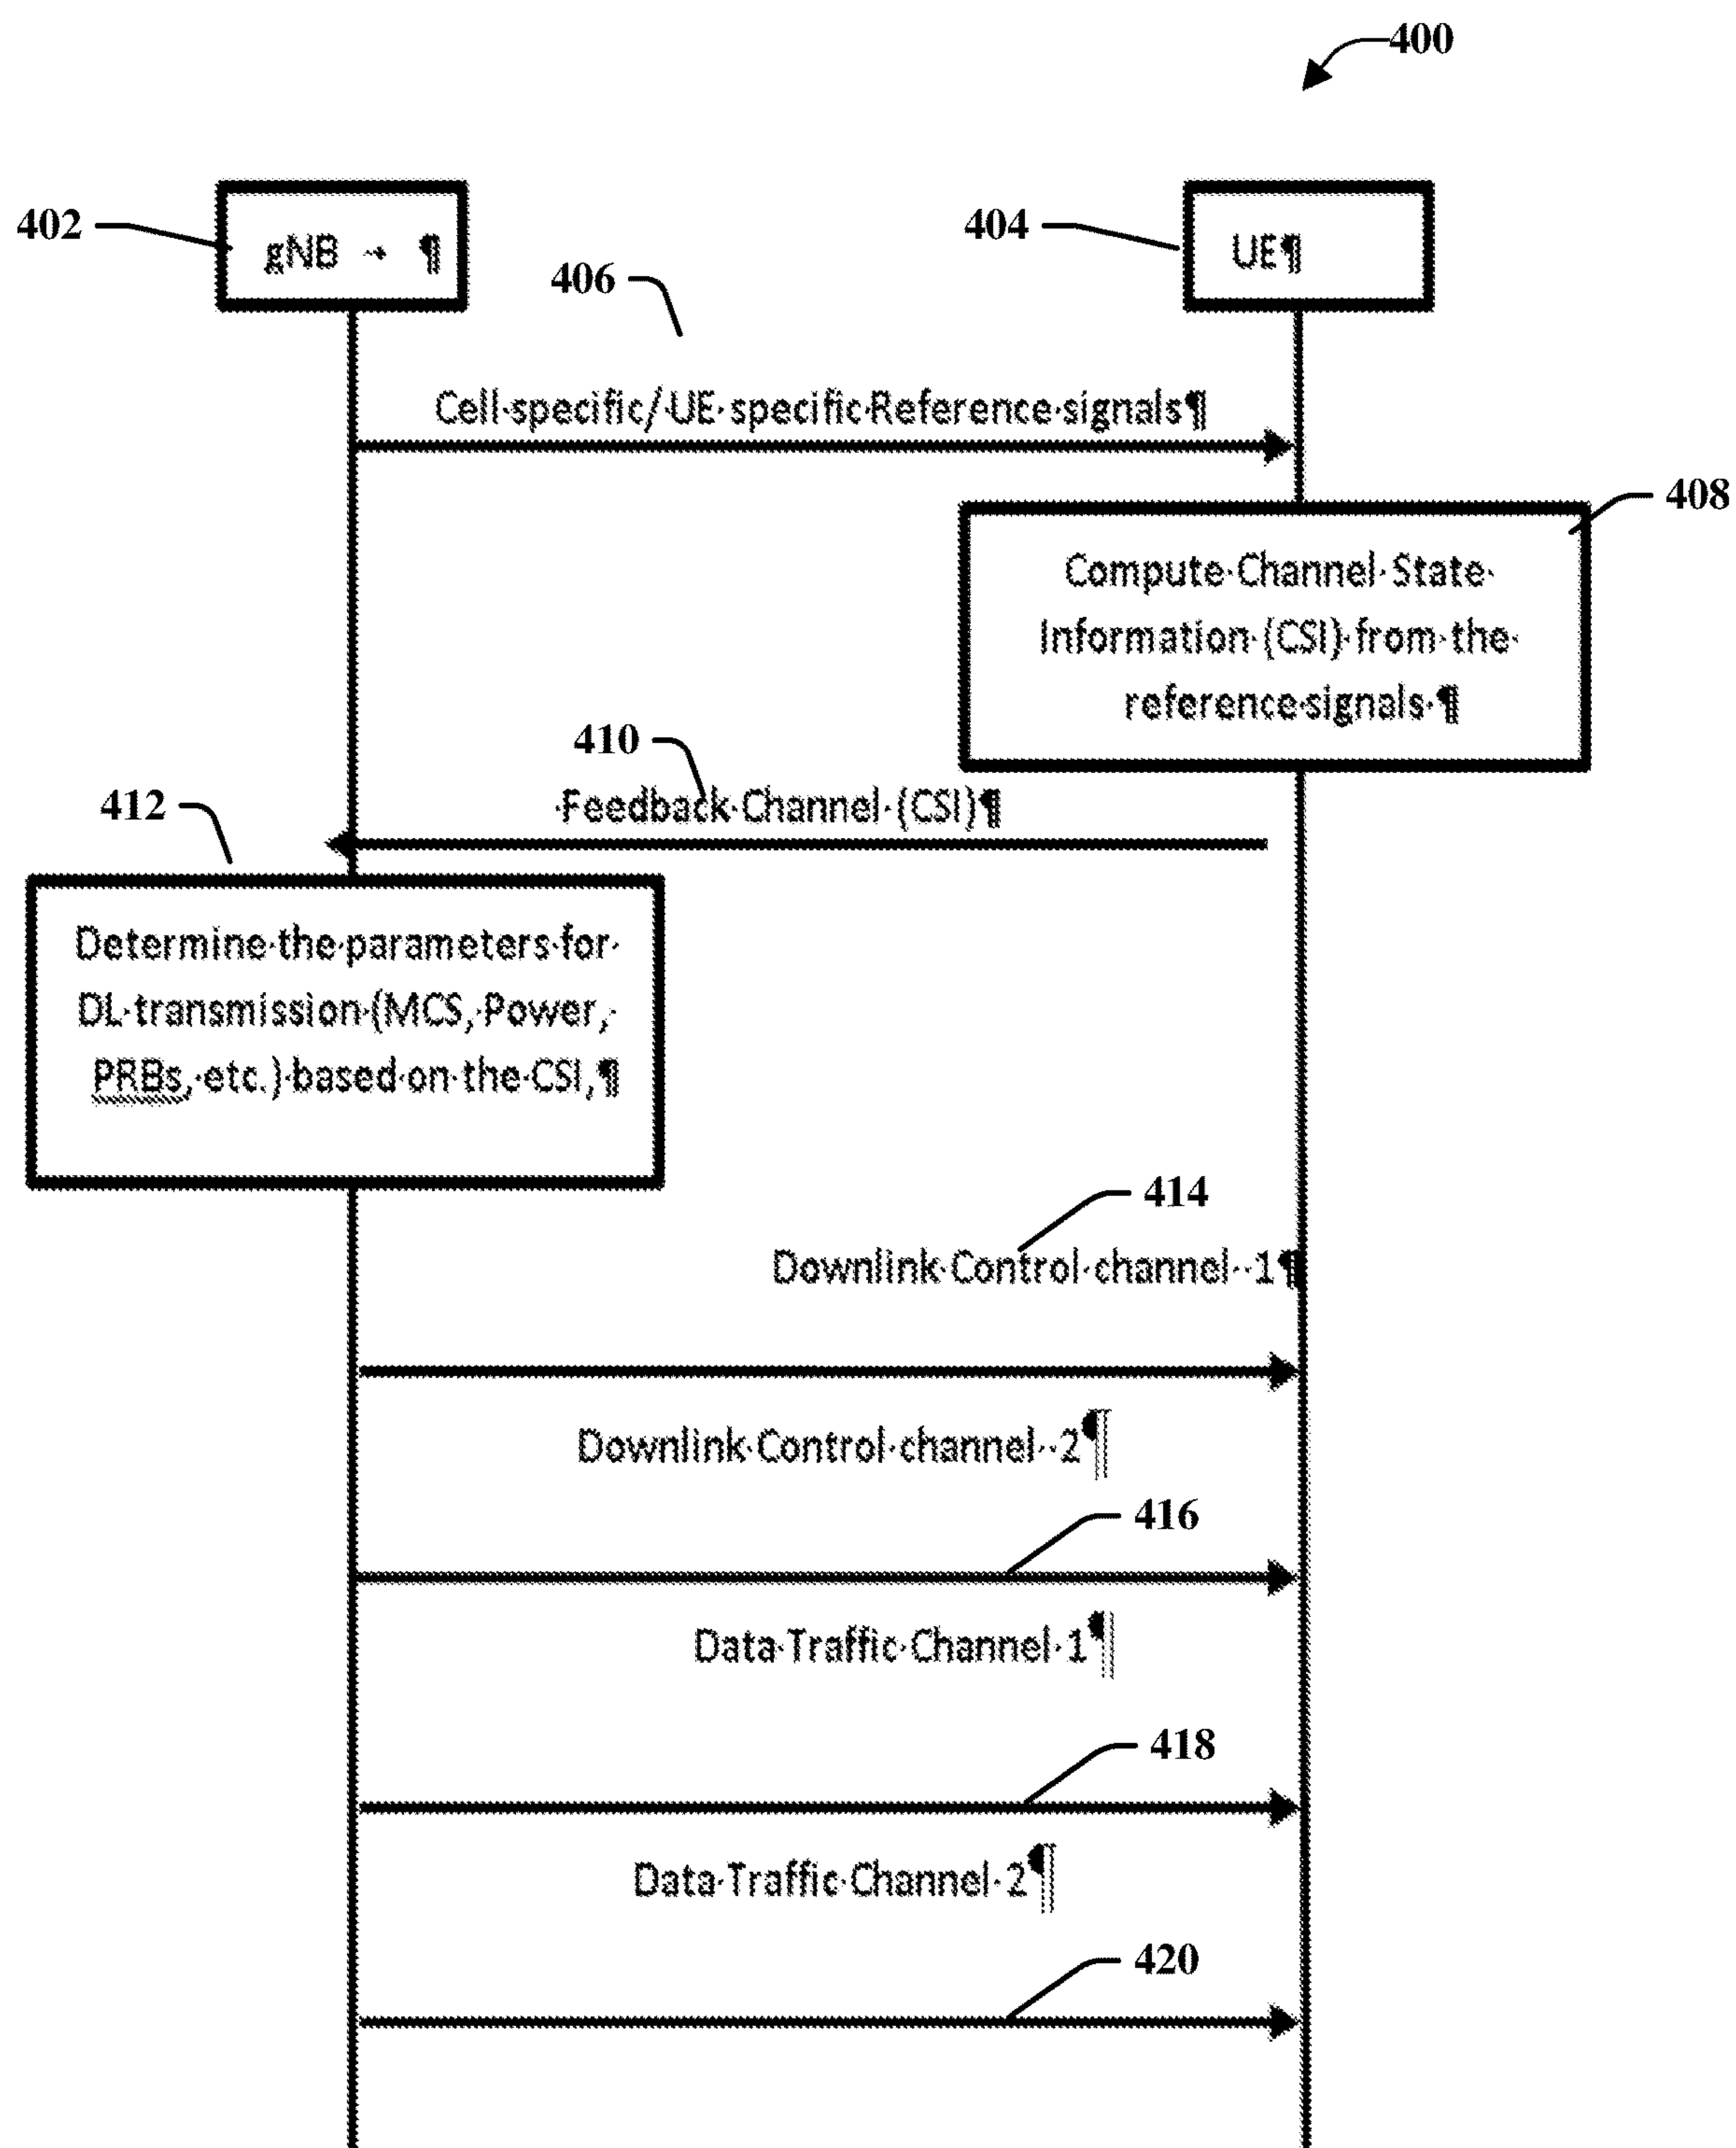 400
402
gNB → ¶
404
UE¶
406
Cell·specific/·UE·specific·Reference·signals¶
408
Compute·Channel·State·
Information·(CSI)·from·the·
reference·signals·¶
410
·Feedback·Channel·(CSI)¶
412
Determine·the·parameters·for·
DL·transmission·(MCS,·Power,·
PRBs,·etc.)·based·on·the·CSI,¶
414
Downlink·Control·channel··1¶
Downlink·Control·channel··2¶
416
Data·Traffic·Channel·1¶
418
Data·Traffic·Channel·2¶
420